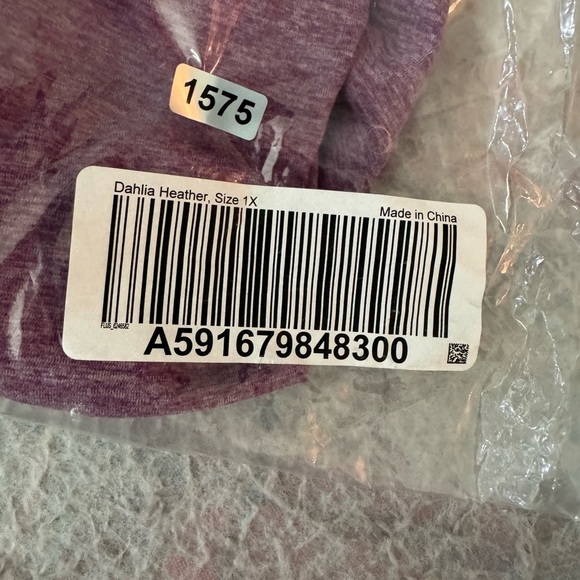 1575
Dahlia Heather, Size 1X
Made in China
A591679848300